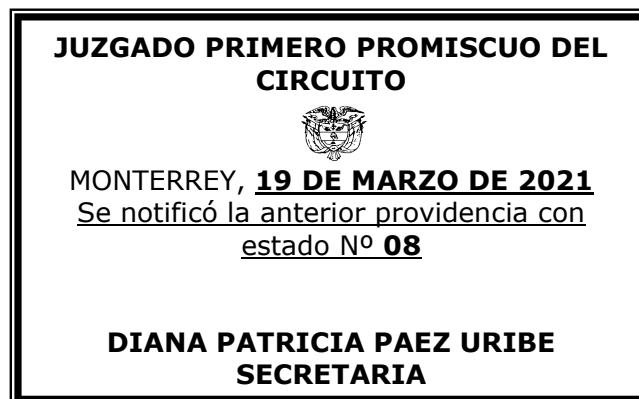 JUZGADO PRIMERO PROMISCUO DEL
CIRCUITO
MONTERREY, 19 DE MARZO DE 2021
Se notificó la anterior providencia con
estado Nº 08
DIANA PATRICIA PAEZ URIBE
SECRETARIA